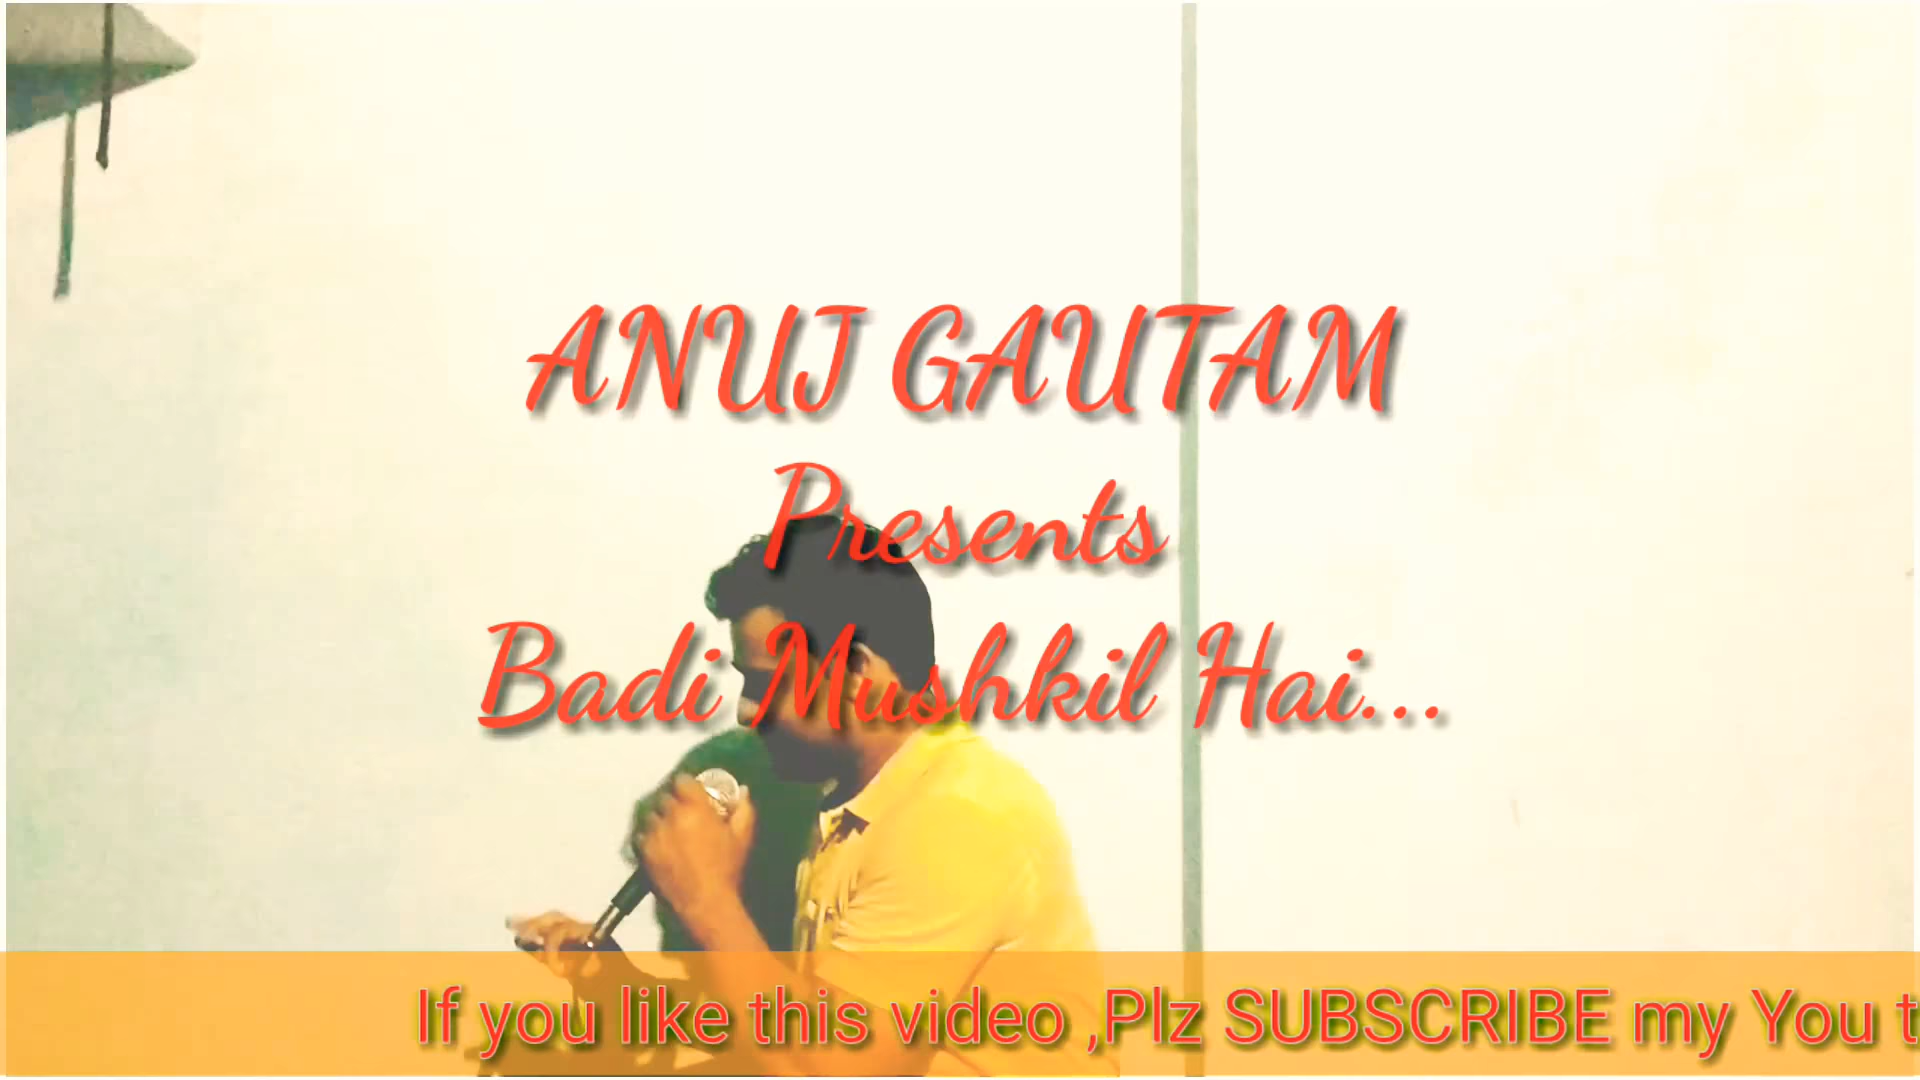 ANUJ GAUTAM
Presents
Badi Mushkil Hai...
If you like this video ,Plz SUBSCRIBE my You t